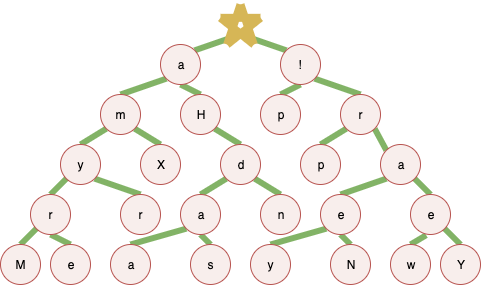 a !
m H p r
y X d p a
r r a n e e
M e a s y N w Y